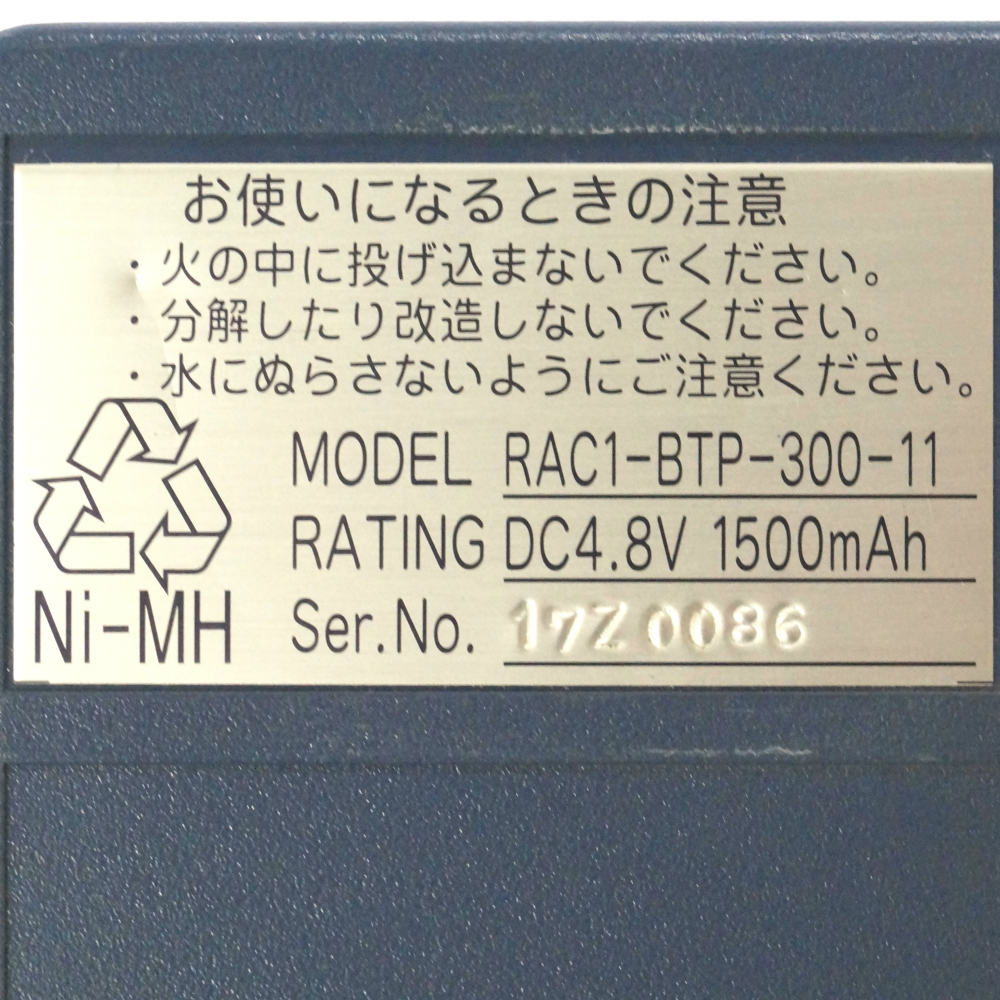 お使いになるときの注意
・火の中に投げ込まないでください。
・分解したり改造しないでください。
・水にぬらさないようにご注意ください。
MODEL RAC1-BTP-300-11
RATING DC4.8V 1500mAh
Ni-MH Ser.No. 17Z0086